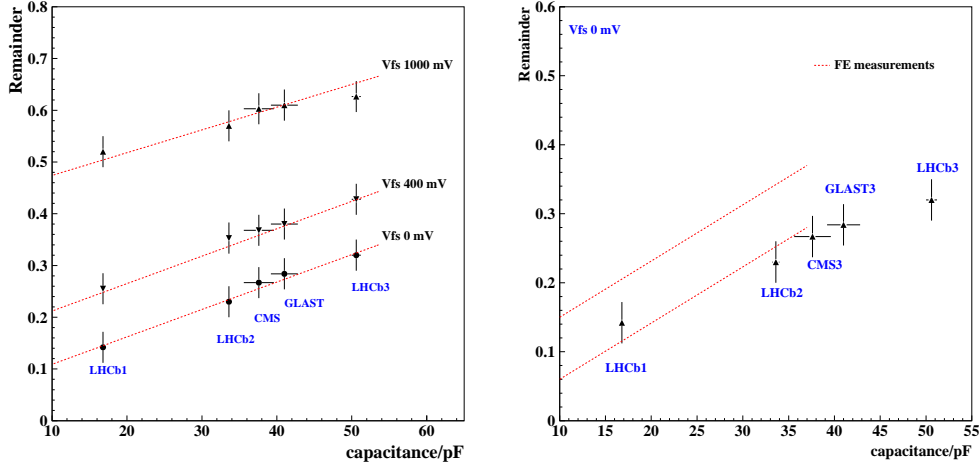 Remainder
0.8
0.7
0.6
0.5
0.4
0.3
0.2
0.1
0
Vfs 1000 mV
Vfs 400 mV
Vfs 0 mV
LHCb1
LHCb2
CMS
GLAST
LHCb3
10 20 30 40 50 60
capacitance/pF
Remainder
0.6
0.5
0.4
0.3
0.2
0.1
0
Vfs 0 mV
FE measurements
LHCb1
LHCb2
CMS3
GLAST3
LHCb3
10 15 20 25 30 35 40 45 50 55
capacitance/pF